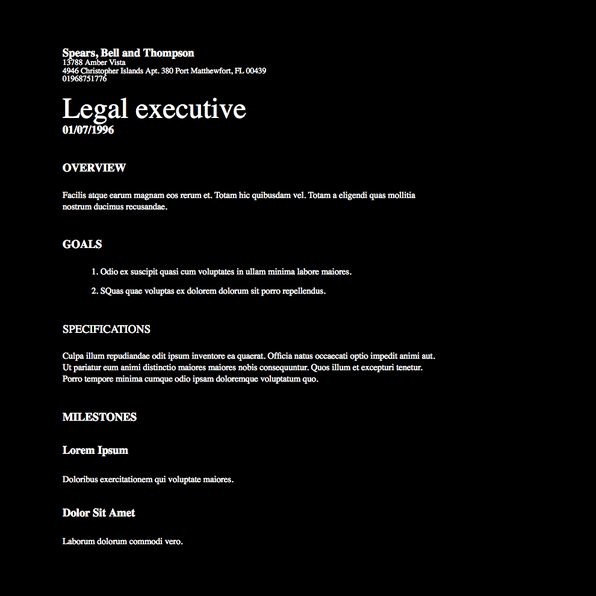 Spears, Bell and Thompson
13788 Amber Vista
4946 Christopher Islands Apt. 380 Port Matthewfort, FL 00439
01968751776
Legal executive
01/07/1996
OVERVIEW
Facilis atque earum magnam eos rerum et. Totam hic quibusdam vel. Totam a eligendi quas mollitia
nostrum ducimus recusandae.
GOALS
1. Odio ex suscipit quasi cum voluptates in ullam minima labore maiores.
2. SQuas quae voluptas ex dolorem dolorum sit porro repellendus.
SPECIFICATIONS
Culpa illum repudiandae odit ipsum inventore ea quaerat. Officia natus occaecati optio impedit animi aut.
Ut pariatur eum animi distinctio maiores maiores nobis consequuntur. Quos illum et excepturi tenetur.
Porro tempore minima cumque odio ipsam doloremque voluptatum quo.
MILESTONES
Lorem Ipsum
Doloribus exercitationem qui voluptate maiores.
Dolor Sit Amet
Laborum dolorum commodi vero.